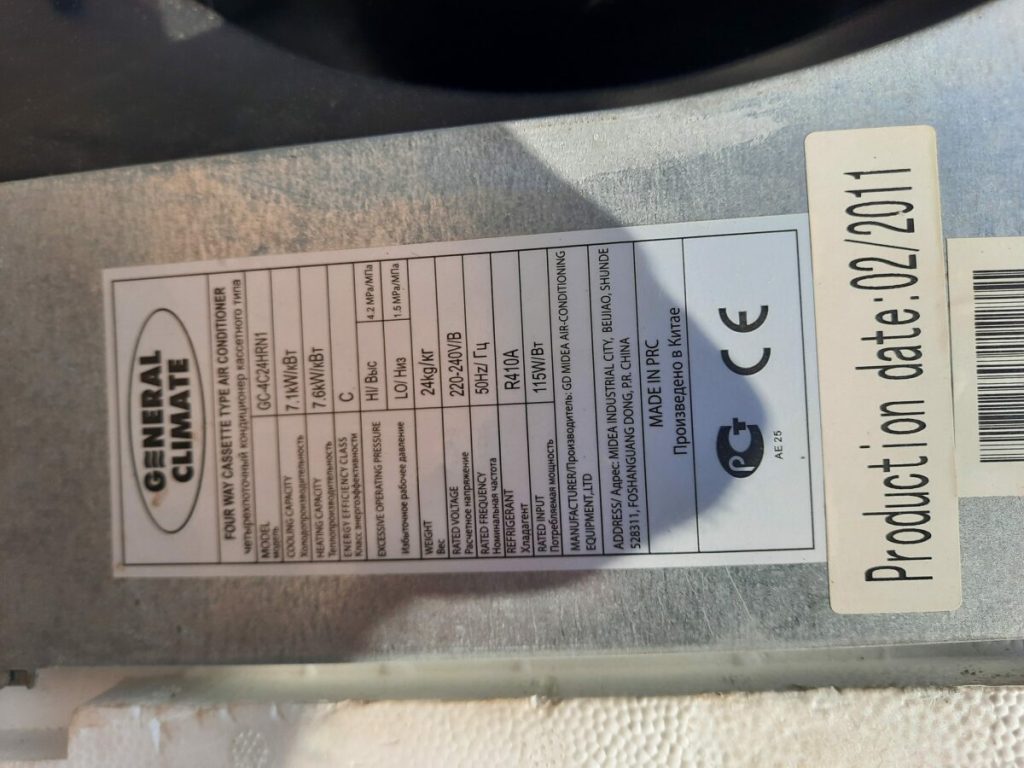 GENERAL
CLIMATE
FOUR WAY CASSETTE TYPE AIR CONDITIONER
четырехпоточный кондиционер кассетного типа
MODEL GC-4C24HRN1
модель
COOLING CAPACITY 7.1kW/кВт
Холодопроизводительность
HEATING CAPACITY 7.6kW/кВт
Теплопроизводительность
ENERGY EFFICIENCY CLASS C
Класс энергоэффективности
EXCESSIVE OPERATING PRESSURE HI/ Выс 4.2 MPa/МПа
Избыточное рабочее давление LO/ Низ 1.5 MPa/МПа
WEIGHT 24kg/кг
Вес
RATED VOLTAGE 220-240V/В
Расчетное напряжение
RATED FREQUENCY 50Hz/ Гц
Номинальная частота
REFRIGERANT R410A
Хладагент
RATED INPUT 115W/Вт
Потребляемая мощность
MANUFACTURER/Производитель: GD MIDEA AIR-CONDITIONING
EQUIPMENT,LTD
ADDRESS/ Адрес: MIDEA INDUSTRIAL CITY, BEIJIAO, SHUNDE
528311, FOSHANGUANG DONG, P.R. CHINA
MADE IN PRC
Произведено в Китае
РСТ CE
AE 25
Production date:02/2011